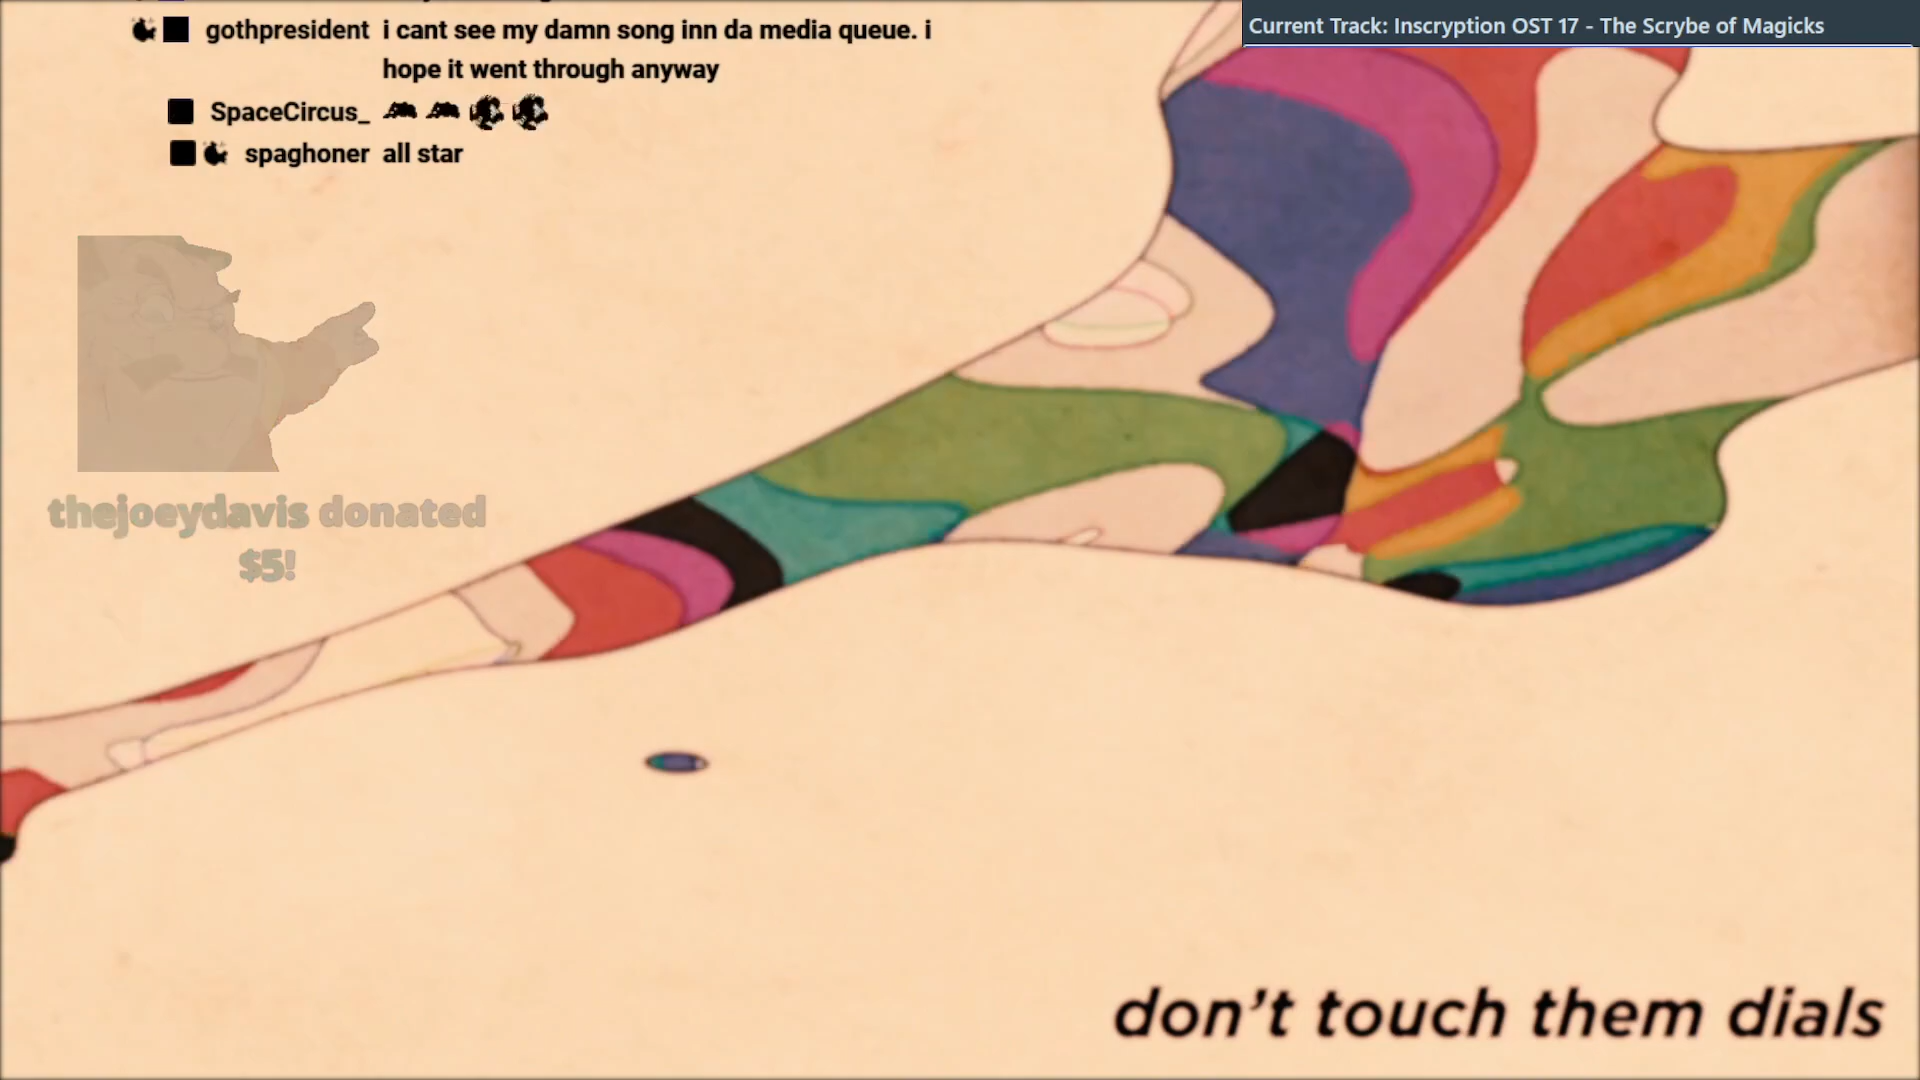 Current Track: Inscryption OST 17 - The Scrybe of Magicks
gothpresident i cant see my damn song inn da media queue. i
hope it went through anyway
SpaceCircus_
spaghoner all star
thejoeydavis donated
$5!
don't touch them dials